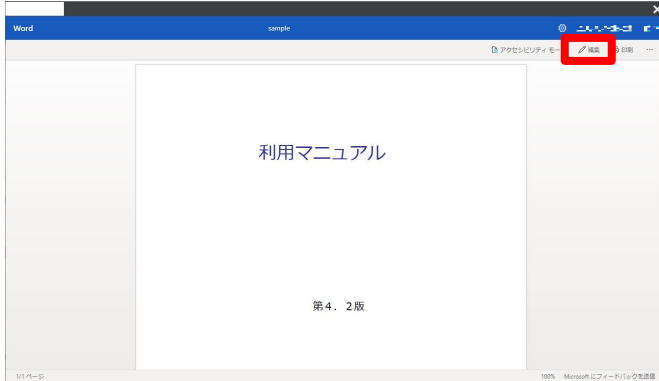 Word
sample
アクセシビリティ モー
編集
印刷
利用マニュアル
第4．2版
1/1 ページ
100%
Microsoft にフィードバックを送信